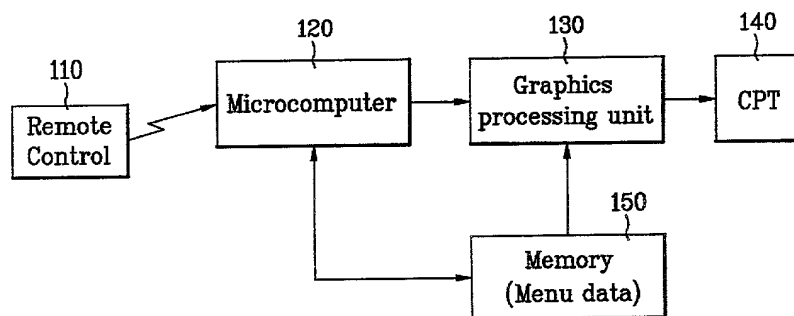 110
Remote
Control
120
Microcomputer
130
Graphics
processing unit
140
CPT
150
Memory
(Menu data)